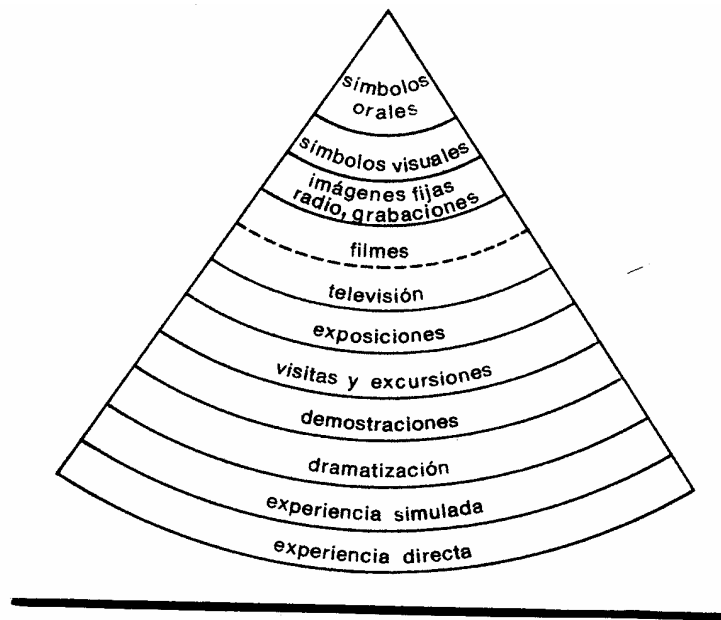 símbolos
orales
símbolos visuales
imágenes fijas
radio, grabaciones
filmes
televisión
exposiciones
visitas y excursiones
demostraciones
dramatización
experiencia simulada
experiencia directa